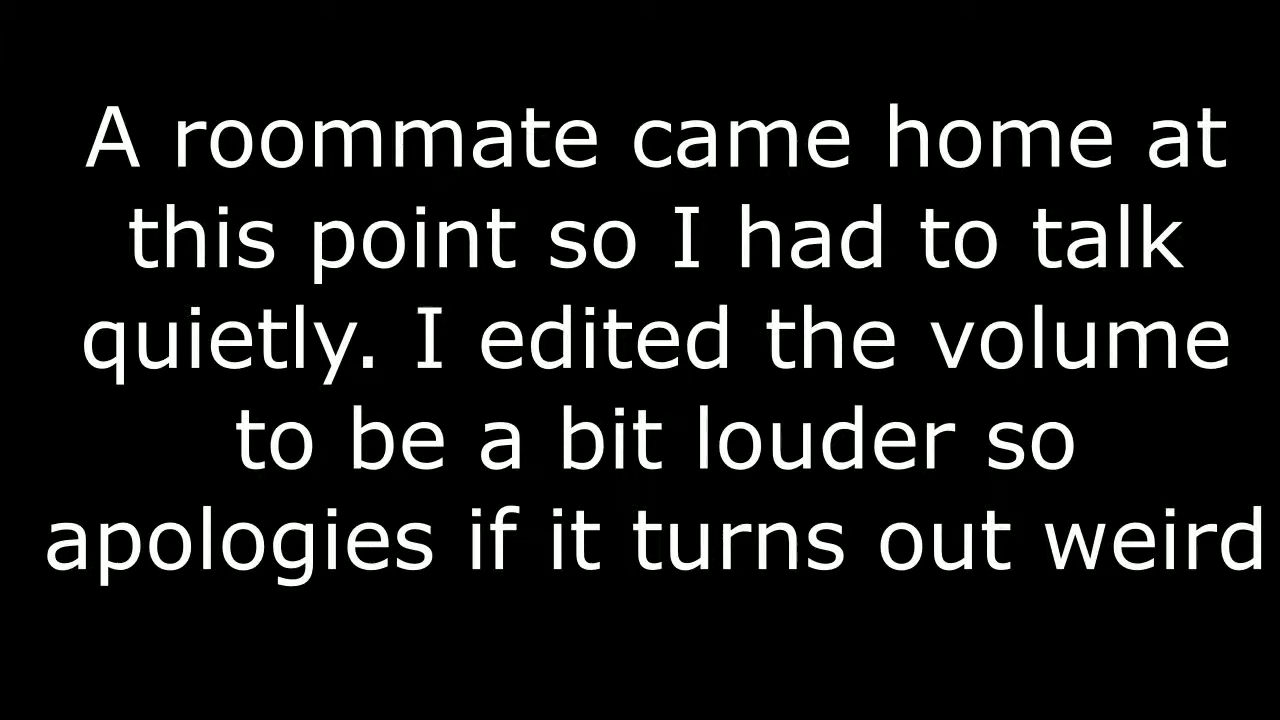 A roommate came home at
this point so I had to talk
quietly. I edited the volume
to be a bit louder so
apologies if it turns out weird